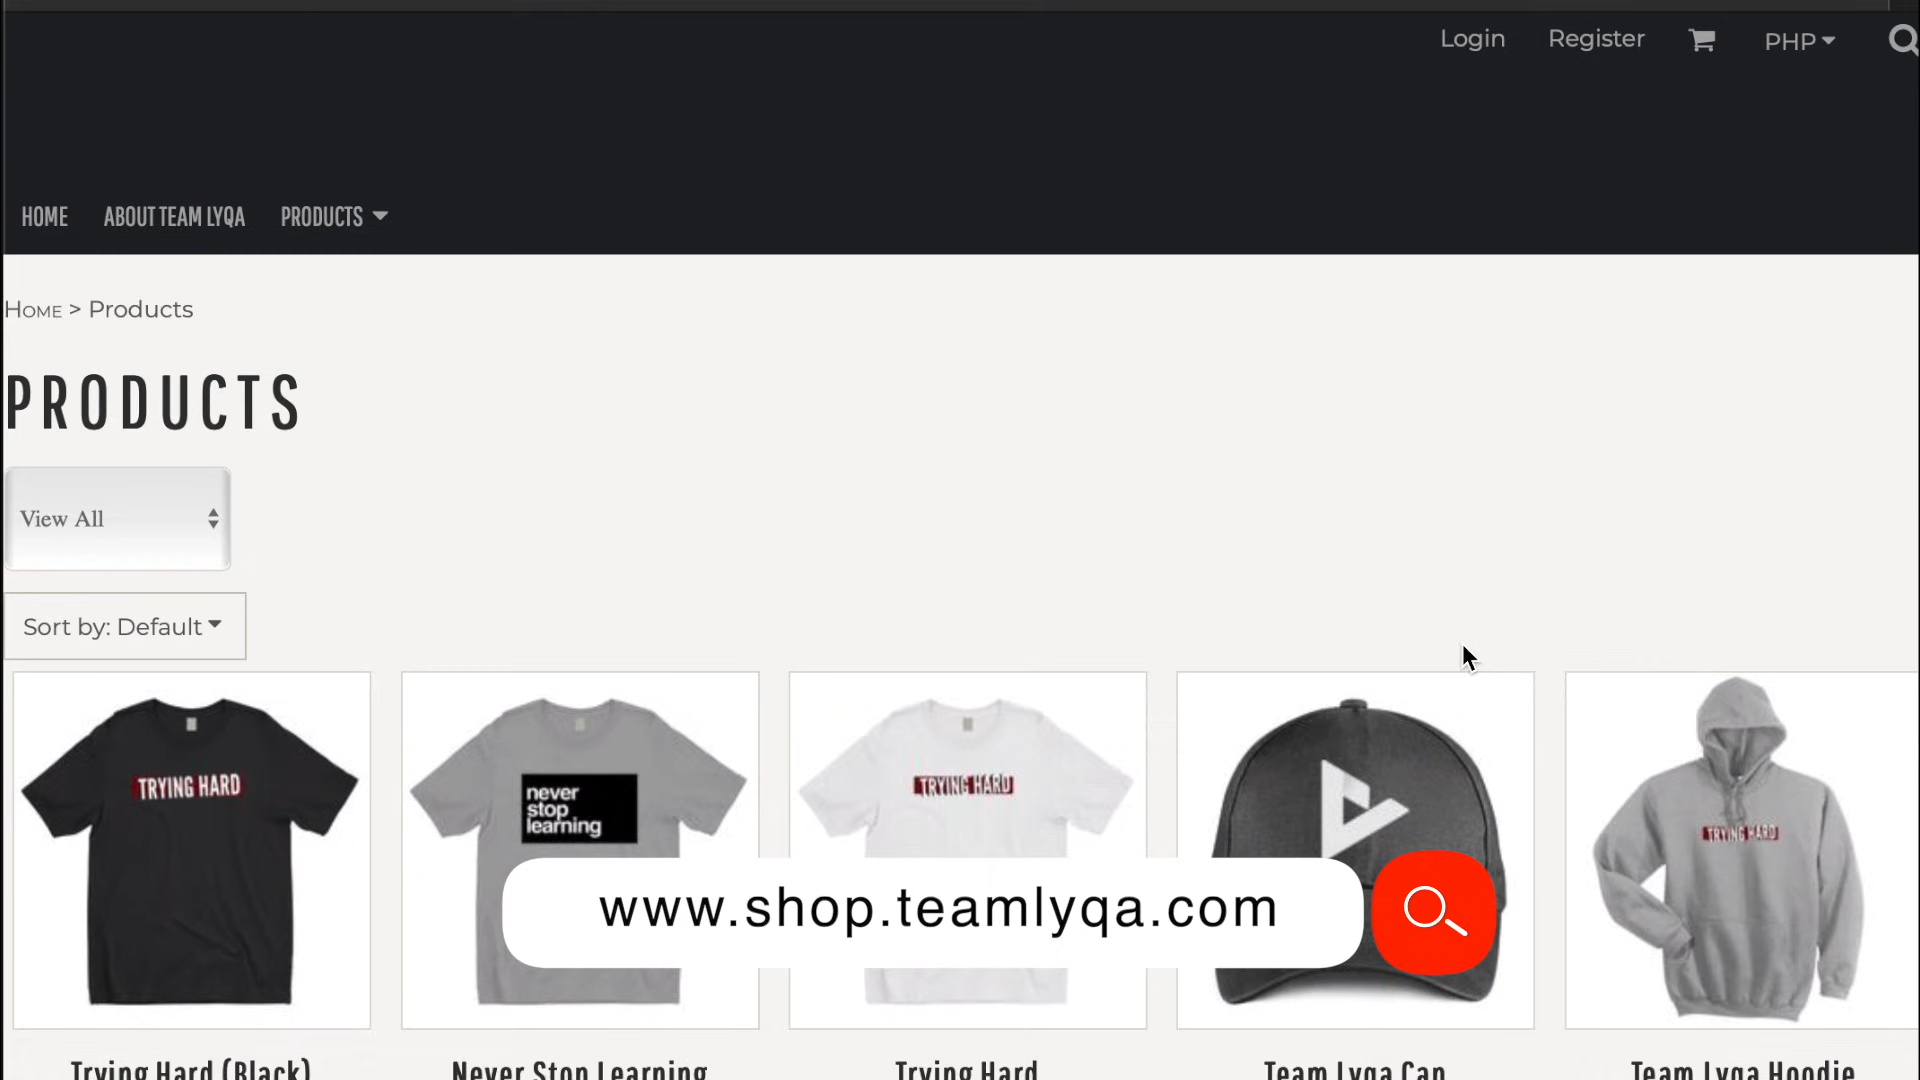 Login Register PHP
HOME ABOUT TEAM LYQA PRODUCTS
HOME > Products
PRODUCTS
View All
Sort by: Default
TRYING HARD
never
stop
learning
TRYING HARD
TRYING HARD
www.shop.teamlyqa.com
Trying Hard (Black) Never Stop Learning Trying Hard Team Lyqa Cap Team Lyqa Hoodie